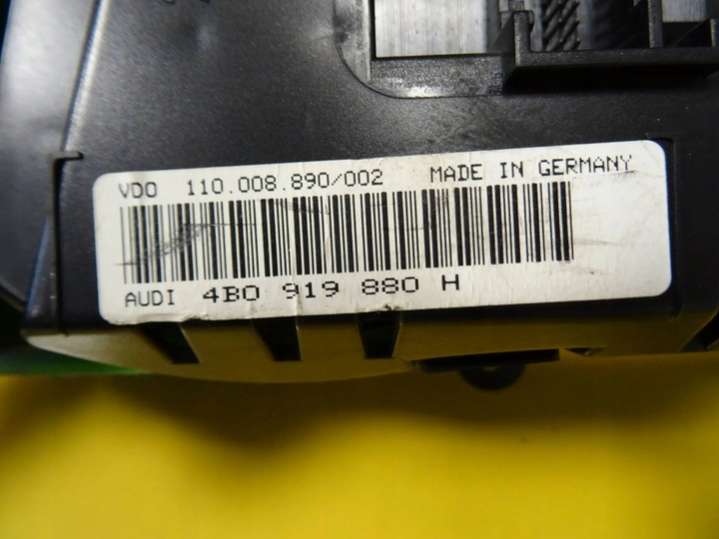 VDO 110.008.890/002 MADE IN GERMANY
AUDI 4B0 919 880 H